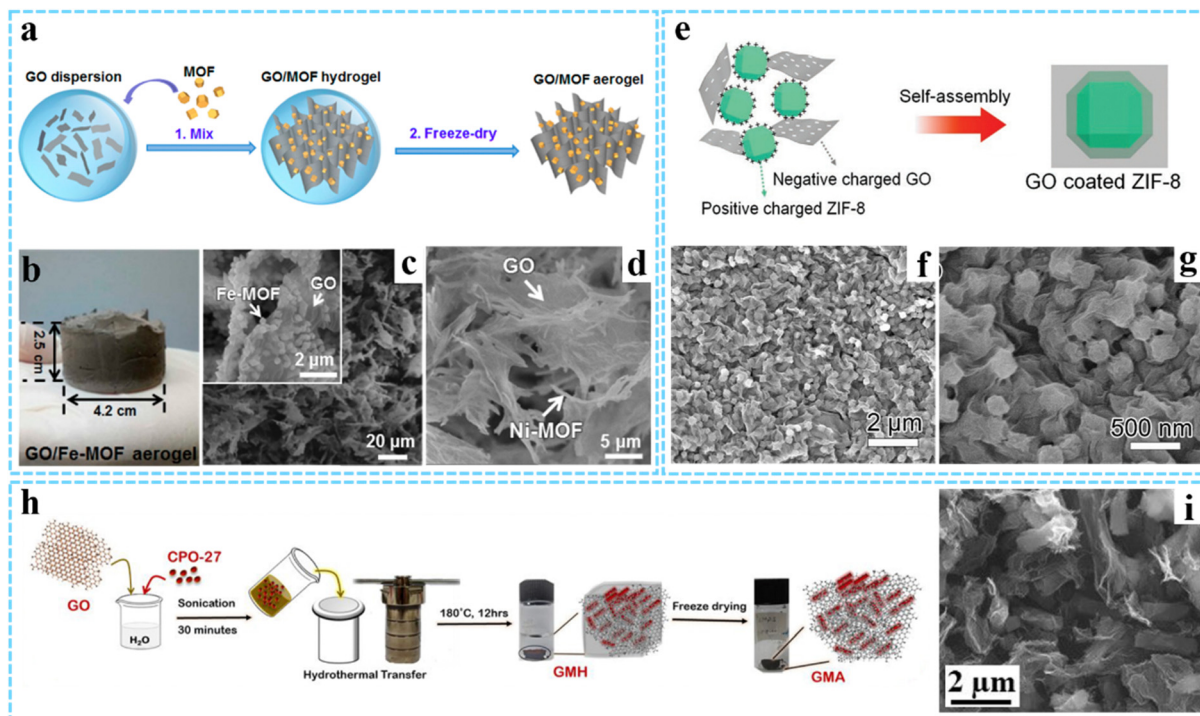 a
GO dispersion
MOF
GO/MOF hydrogel
GO/MOF aerogel
1. Mix
2. Freeze-dry
b
2.5 cm
4.2 cm
GO/Fe-MOF aerogel
c
Fe-MOF
GO
2 μm
20 μm
d
GO
Ni-MOF
5 μm
e
Self-assembly
Negative charged GO
Positive charged ZIF-8
GO coated ZIF-8
f
2 μm
g
500 nm
h
GO
CPO-27
H₂O
Sonication
30 minutes
Hydrothermal Transfer
180°C, 12hrs
GMH
Freeze drying
GMA
i
2 μm